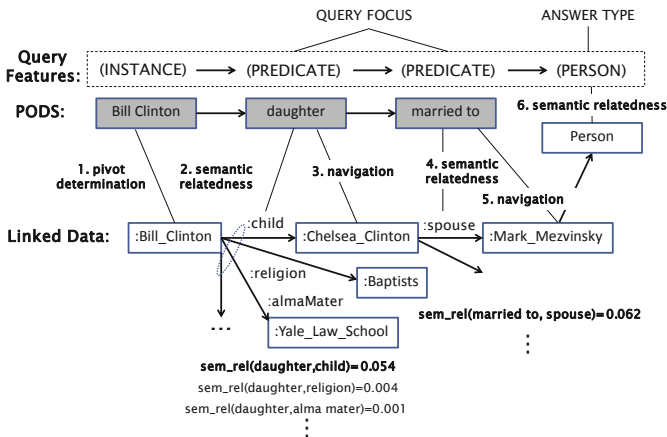 QUERY FOCUS ANSWER TYPE
Query Features: (INSTANCE) (PREDICATE) (PREDICATE) (PERSON)
PODS: Bill Clinton daughter married to
6. semantic relatedness
Person
1. pivot determination
2. semantic relatedness
3. navigation
4. semantic relatedness
5. navigation
:child :spouse
Linked Data: :Bill_Clinton :Chelsea_Clinton :Mark_Mezvinsky
:religion
:Baptists
:almaMater
...
:Yale_Law_School
sem_rel(married to, spouse)=0.062
sem_rel(daughter,child)=0.054
sem_rel(daughter,religion)=0.004
sem_rel(daughter,alma mater)=0.001